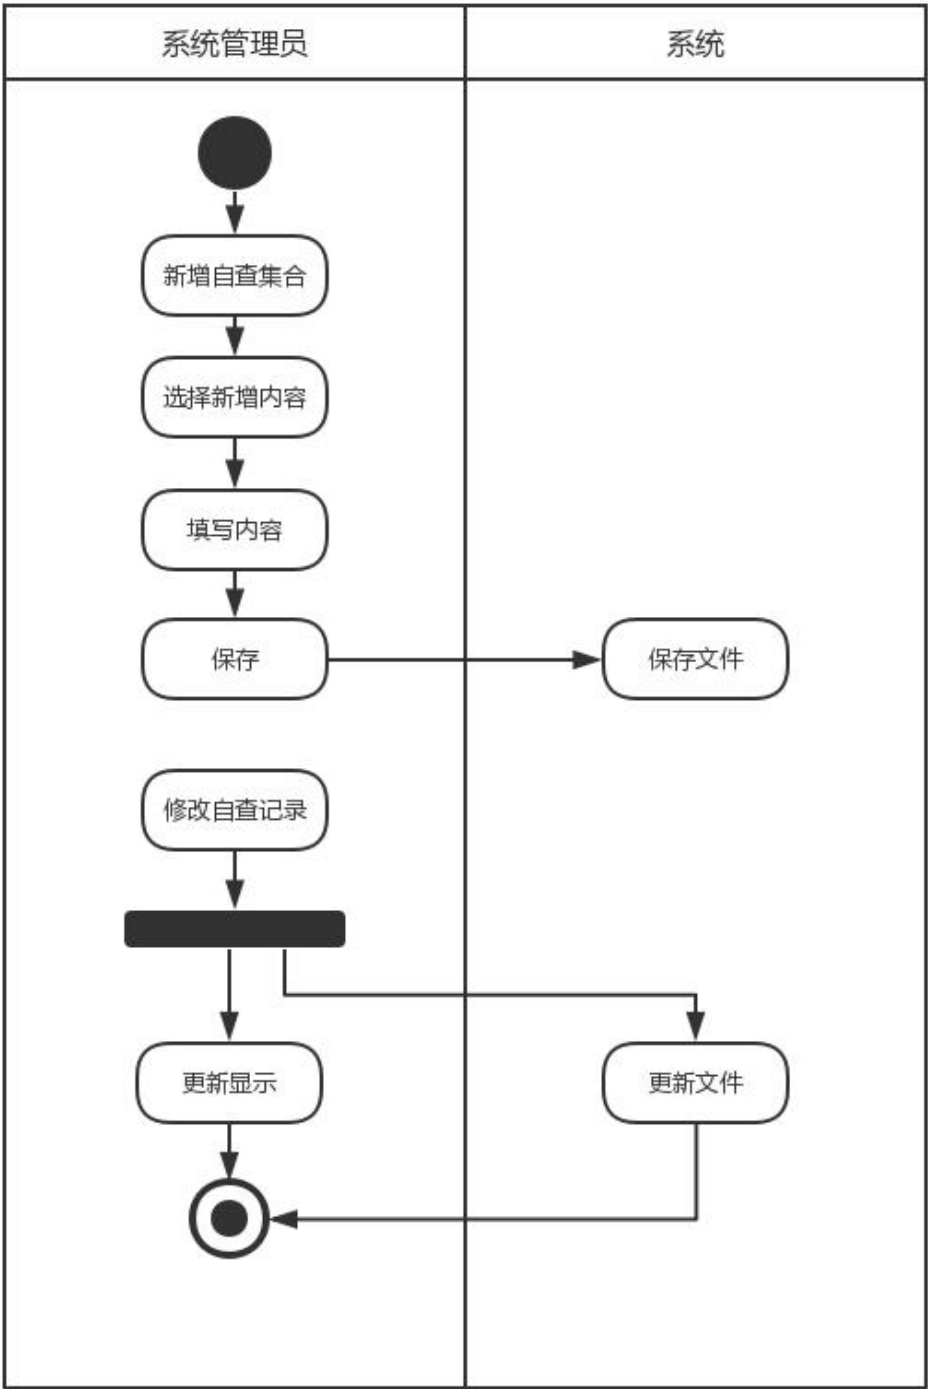 系统管理员
系统
新增自查集合
选择新增内容
填写内容
保存
保存文件
修改自查记录
更新显示
更新文件